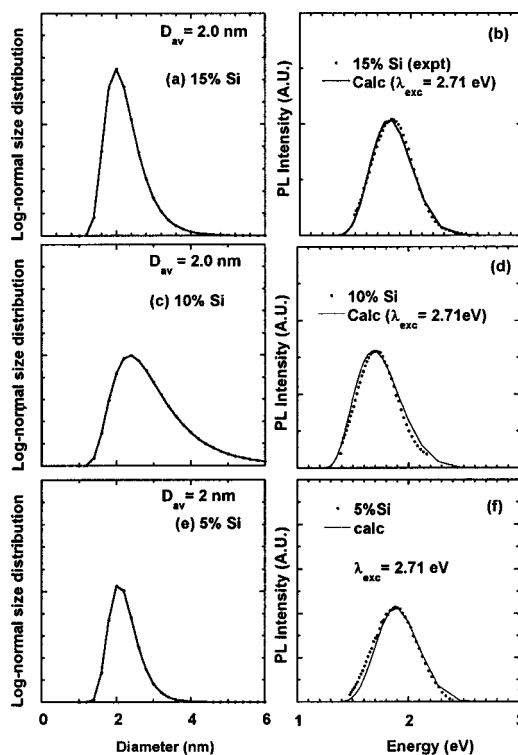 Log-normal size distribution
D_av = 2.0 nm
(a) 15% Si
PL Intensity (A.U.)
(b)
15% Si (expt)
Calc (λ_exc = 2.71 eV)
Log-normal size distribution
D_av = 2.0 nm
(c) 10% Si
PL Intensity (A.U.)
(d)
10% Si
Calc (λ_exc = 2.71eV)
Log-normal size distribution
D_av = 2 nm
(e) 5% Si
PL Intensity (A.U.)
(f)
5%Si
calc
λ_exc = 2.71 eV
0 2 4 6
Diameter (nm)
1 2 3 4
Energy (eV)